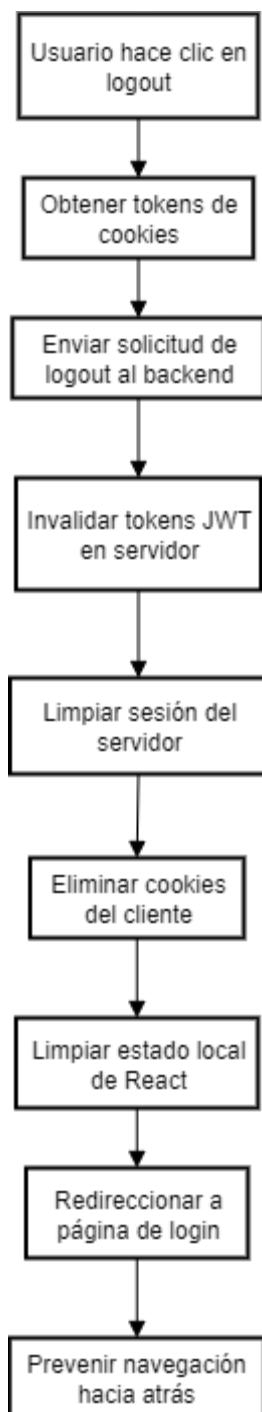 Usuario hace clic en
logout
Obtener tokens de
cookies
Enviar solicitud de
logout al backend
Invalidar tokens JWT
en servidor
Limpiar sesión del
servidor
Eliminar cookies
del cliente
Limpiar estado local
de React
Redireccionar a
página de login
Prevenir navegación
hacia atrás